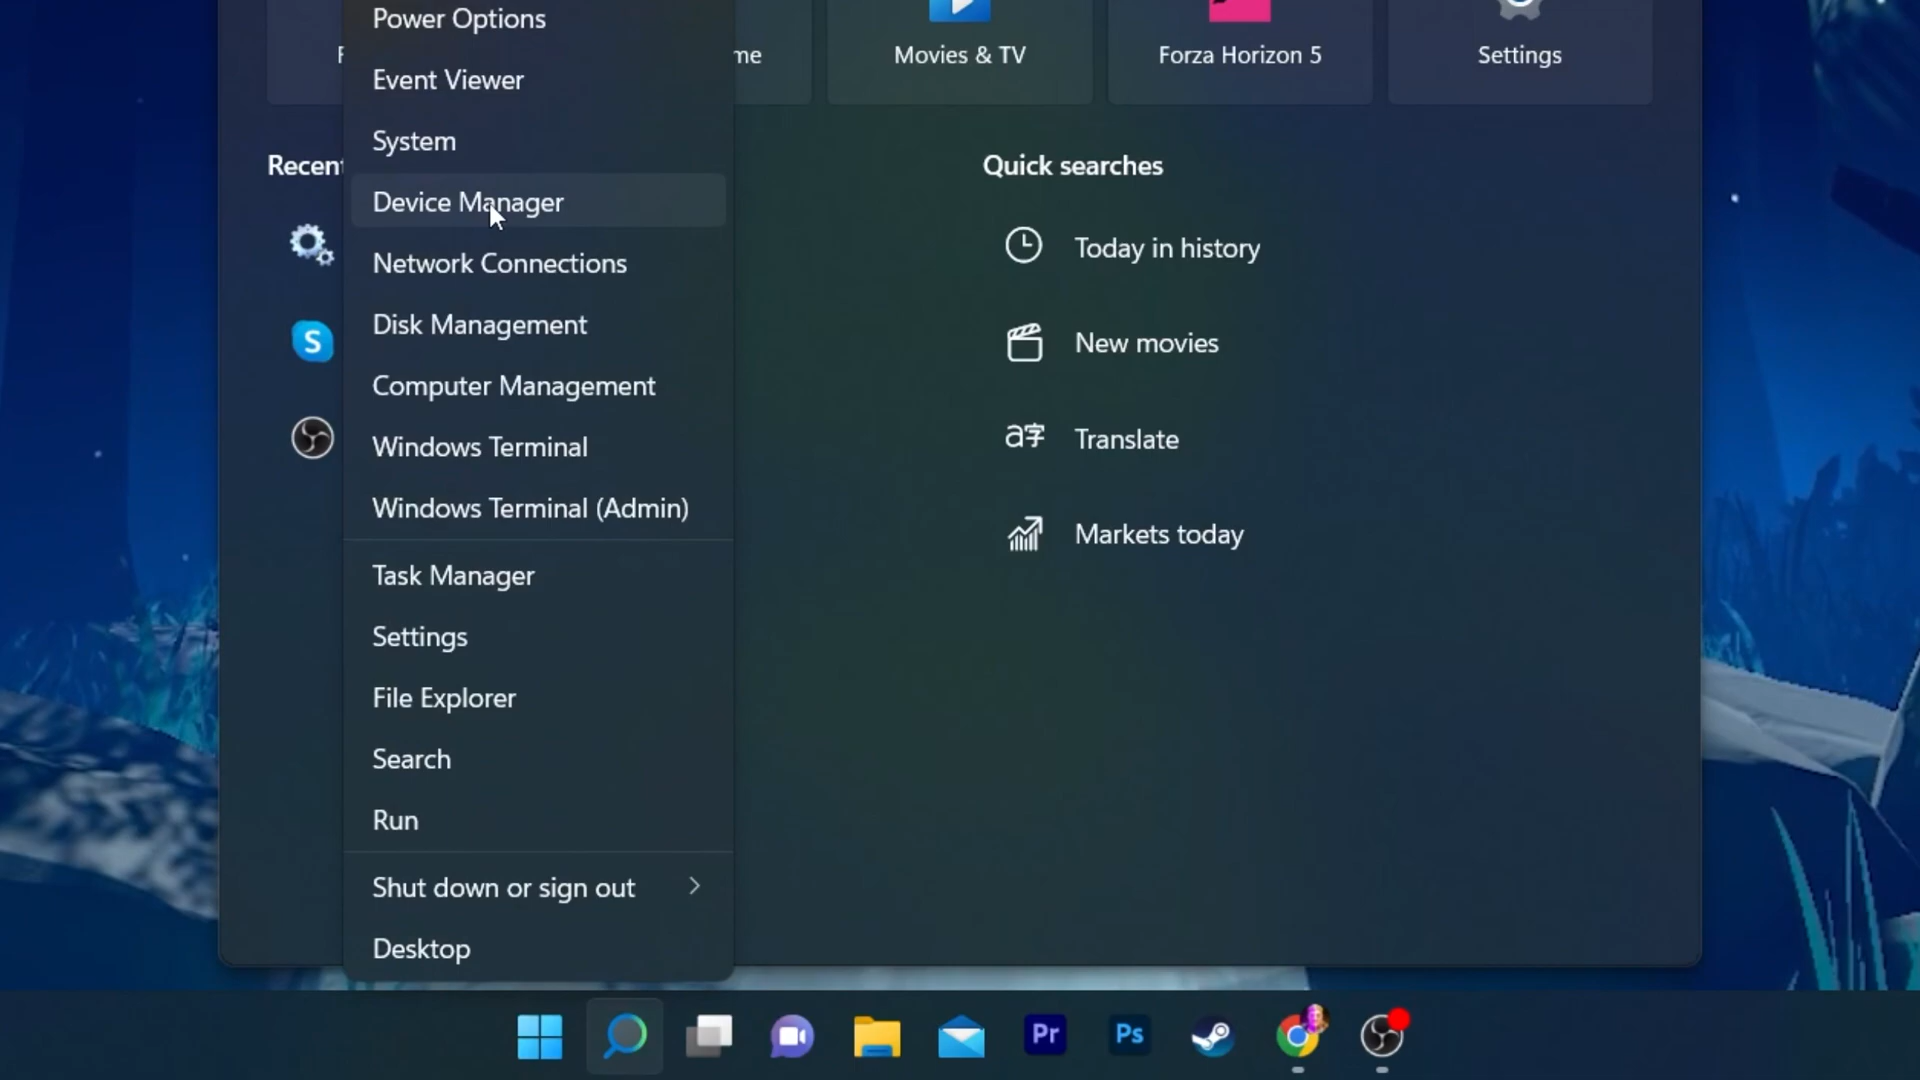 Power Options
Event Viewer
System
Device Manager
Network Connections
Disk Management
Computer Management
Windows Terminal
Windows Terminal (Admin)
Task Manager
Settings
File Explorer
Search
Run
Shut down or sign out
Desktop
Movies & TV
Forza Horizon 5
Settings
Recent
S
Quick searches
Today in history
New movies
a字 Translate
Markets today
Pr
Ps